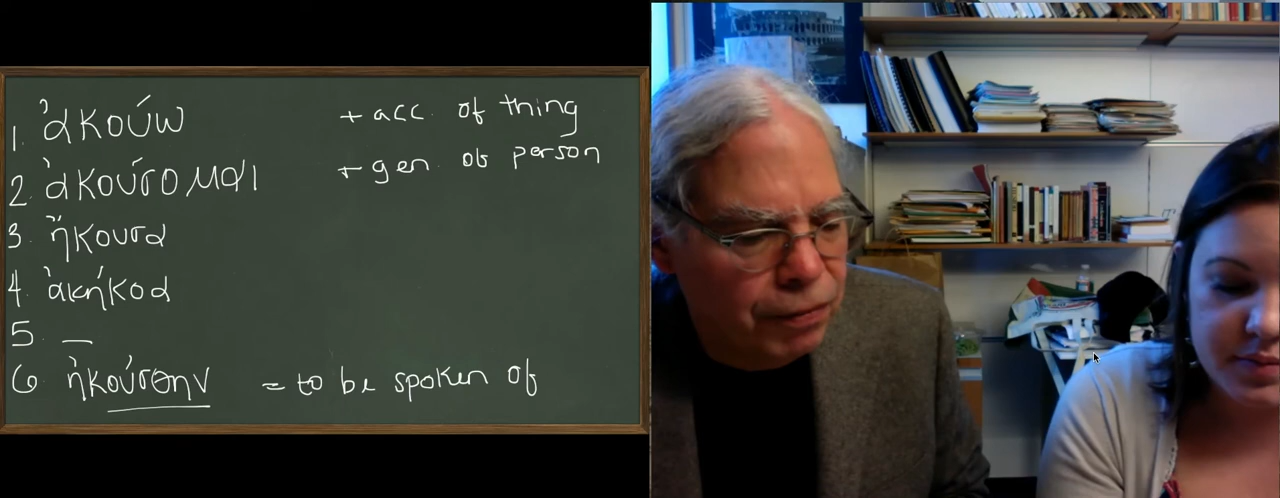 1. ἀκούω + acc. of thing
2. ἀκούσομαι + gen. of person
3. ἤκουσα
4. ἀκήκοα
5. —
6. ἠκούσθην = to be spoken of